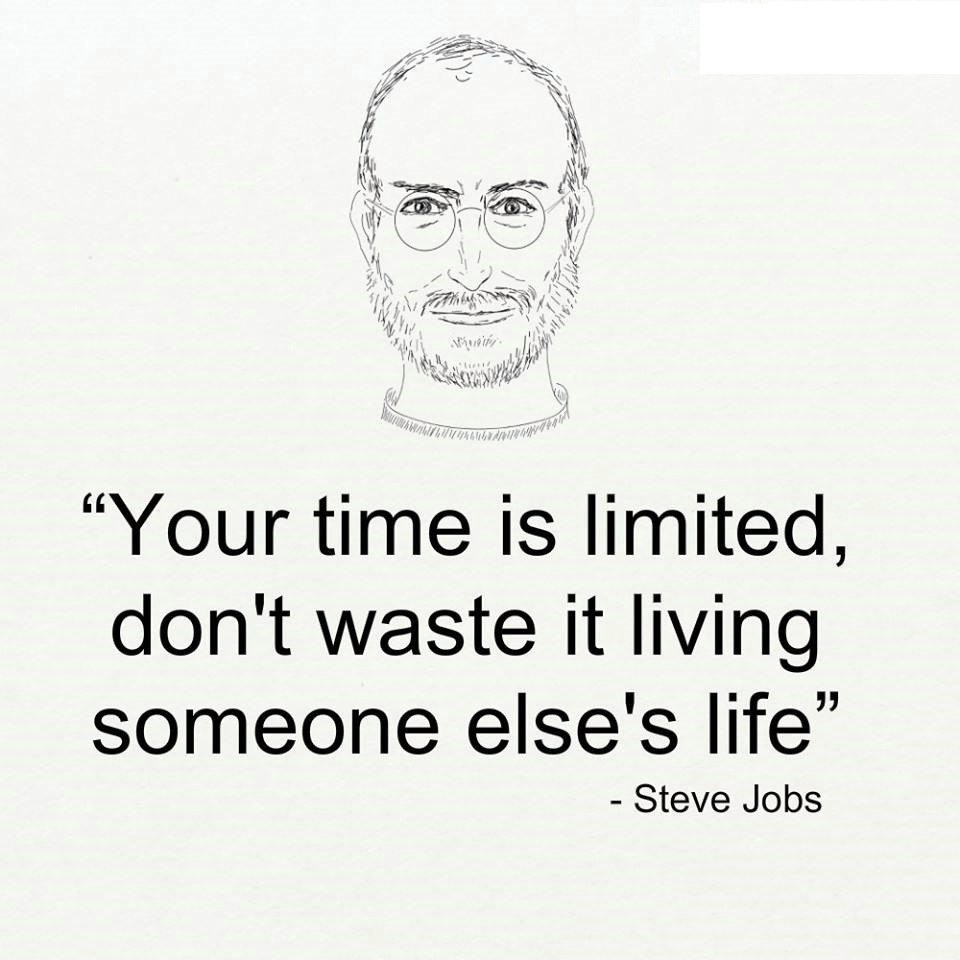 “Your time is limited,
don't waste it living
someone else's life”
- Steve Jobs